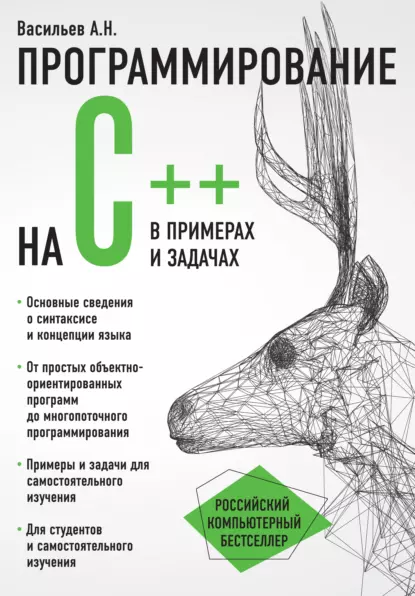 Васильев А.Н.
ПРОГРАММИРОВАНИЕ
НА C++
В ПРИМЕРАХ
И ЗАДАЧАХ
• Основные сведения
о синтаксисе
и концепции языка
• От простых объектно-
ориентированных
программ
до многопоточного
программирования
• Примеры и задачи для
самостоятельного
изучения
• Для студентов
и самостоятельного
изучения
РОССИЙСКИЙ
КОМПЬЮТЕРНЫЙ
БЕСТСЕЛЛЕР